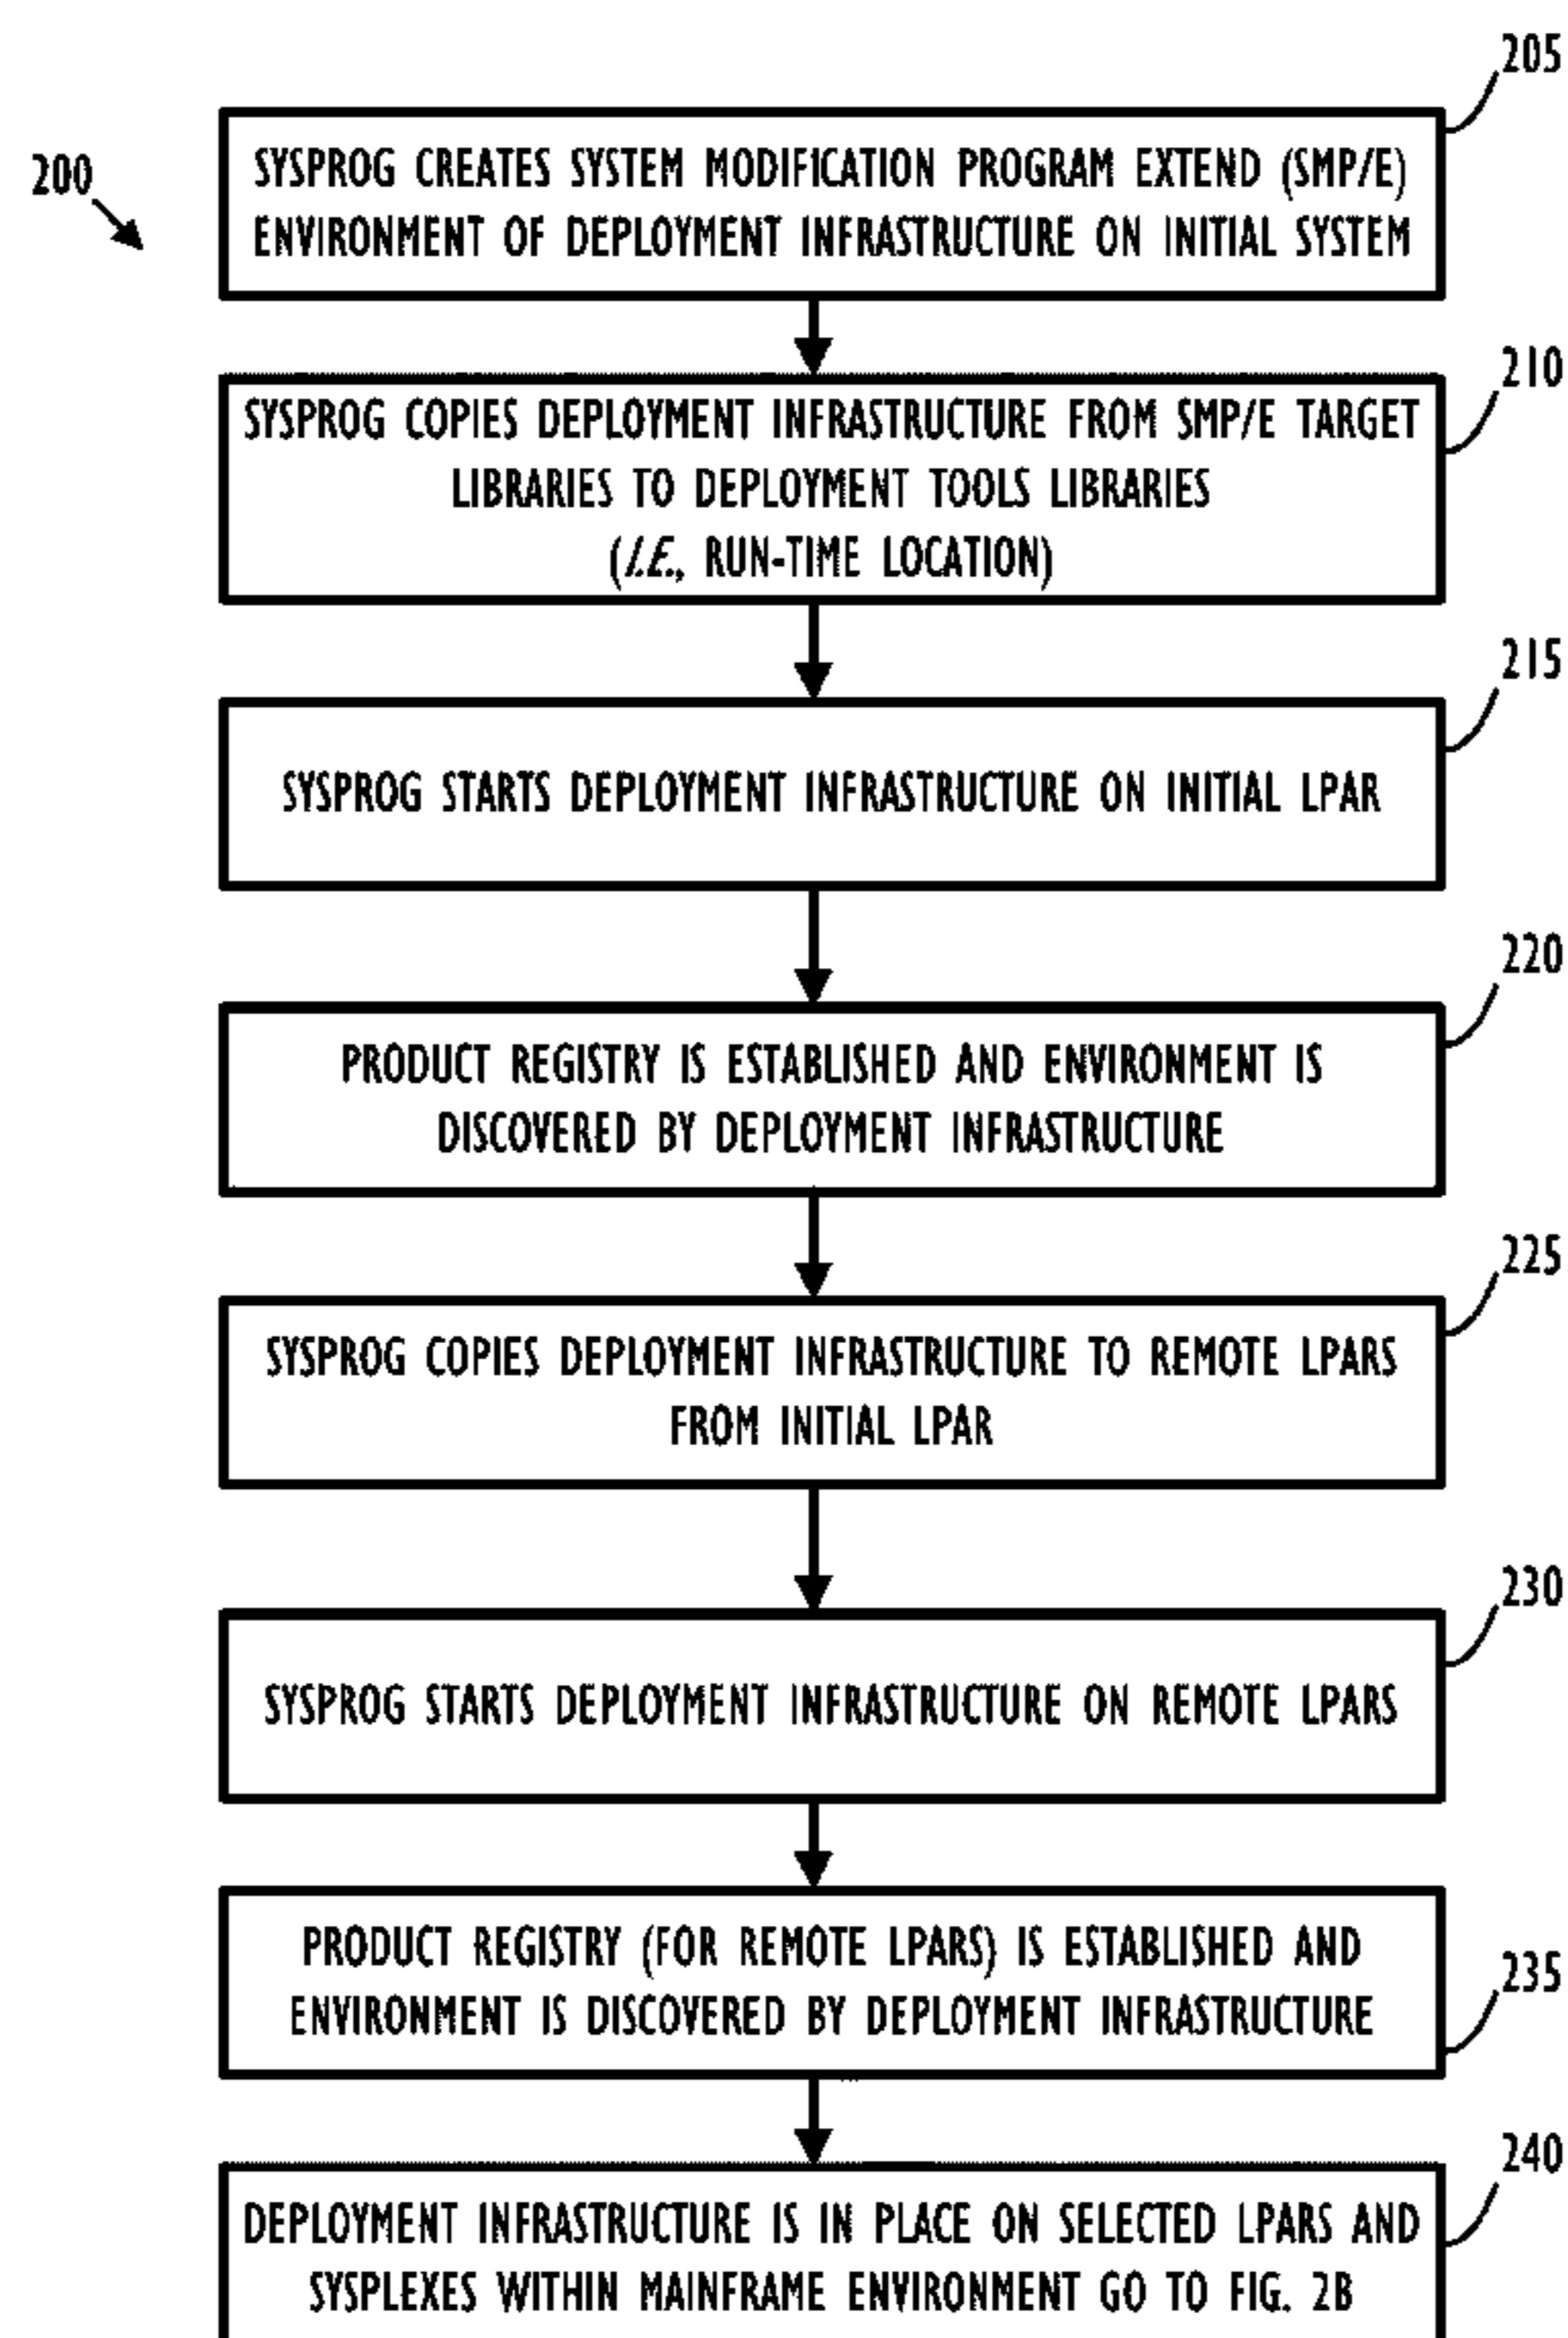 200
205
SYSPROG CREATES SYSTEM MODIFICATION PROGRAM EXTEND (SMP/E)
ENVIRONMENT OF DEPLOYMENT INFRASTRUCTURE ON INITIAL SYSTEM
210
SYSPROG COPIES DEPLOYMENT INFRASTRUCTURE FROM SMP/E TARGET
LIBRARIES TO DEPLOYMENT TOOLS LIBRARIES
(I.E., RUN-TIME LOCATION)
215
SYSPROG STARTS DEPLOYMENT INFRASTRUCTURE ON INITIAL LPAR
220
PRODUCT REGISTRY IS ESTABLISHED AND ENVIRONMENT IS
DISCOVERED BY DEPLOYMENT INFRASTRUCTURE
225
SYSPROG COPIES DEPLOYMENT INFRASTRUCTURE TO REMOTE LPARS
FROM INITIAL LPAR
230
SYSPROG STARTS DEPLOYMENT INFRASTRUCTURE ON REMOTE LPARS
235
PRODUCT REGISTRY (FOR REMOTE LPARS) IS ESTABLISHED AND
ENVIRONMENT IS DISCOVERED BY DEPLOYMENT INFRASTRUCTURE
240
DEPLOYMENT INFRASTRUCTURE IS IN PLACE ON SELECTED LPARS AND
SYSPLEXES WITHIN MAINFRAME ENVIRONMENT GO TO FIG. 2B